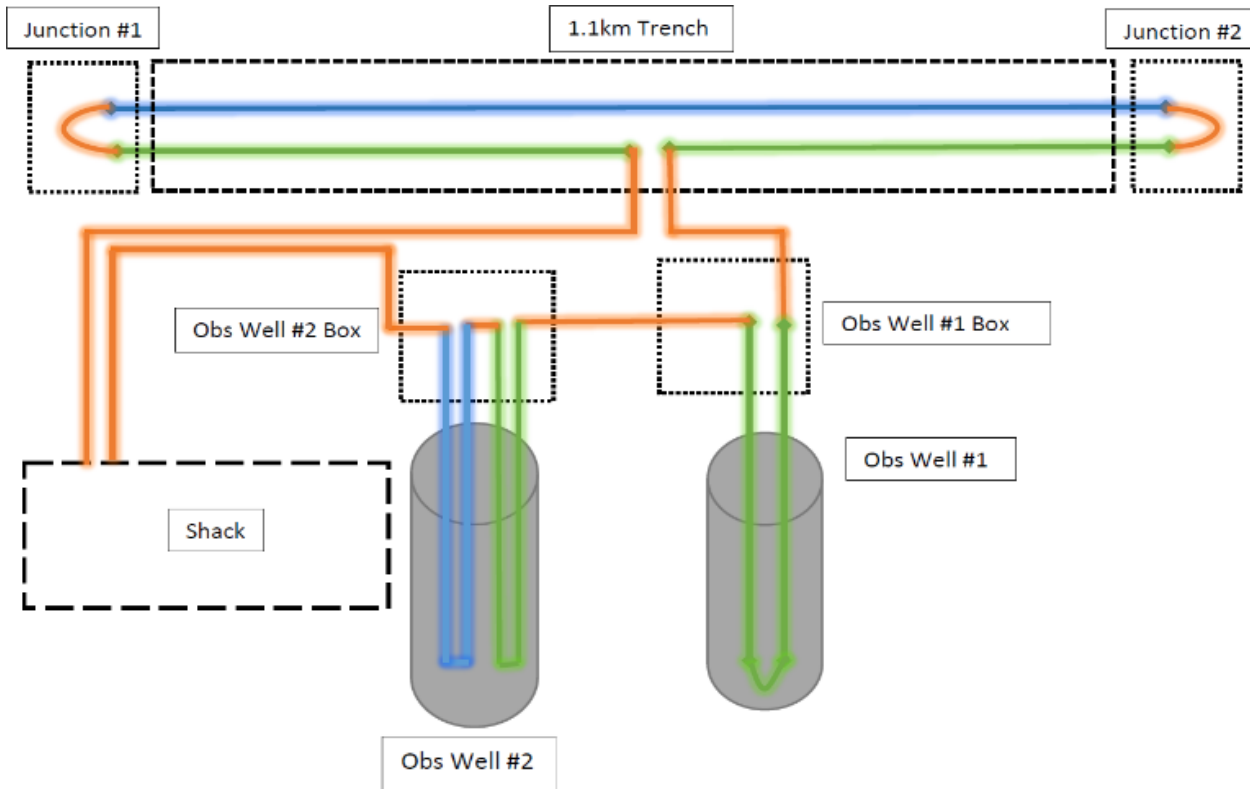 Junction #1
1.1km Trench
Junction #2
Obs Well #2 Box
Obs Well #1 Box
Obs Well #1
Shack
Obs Well #2